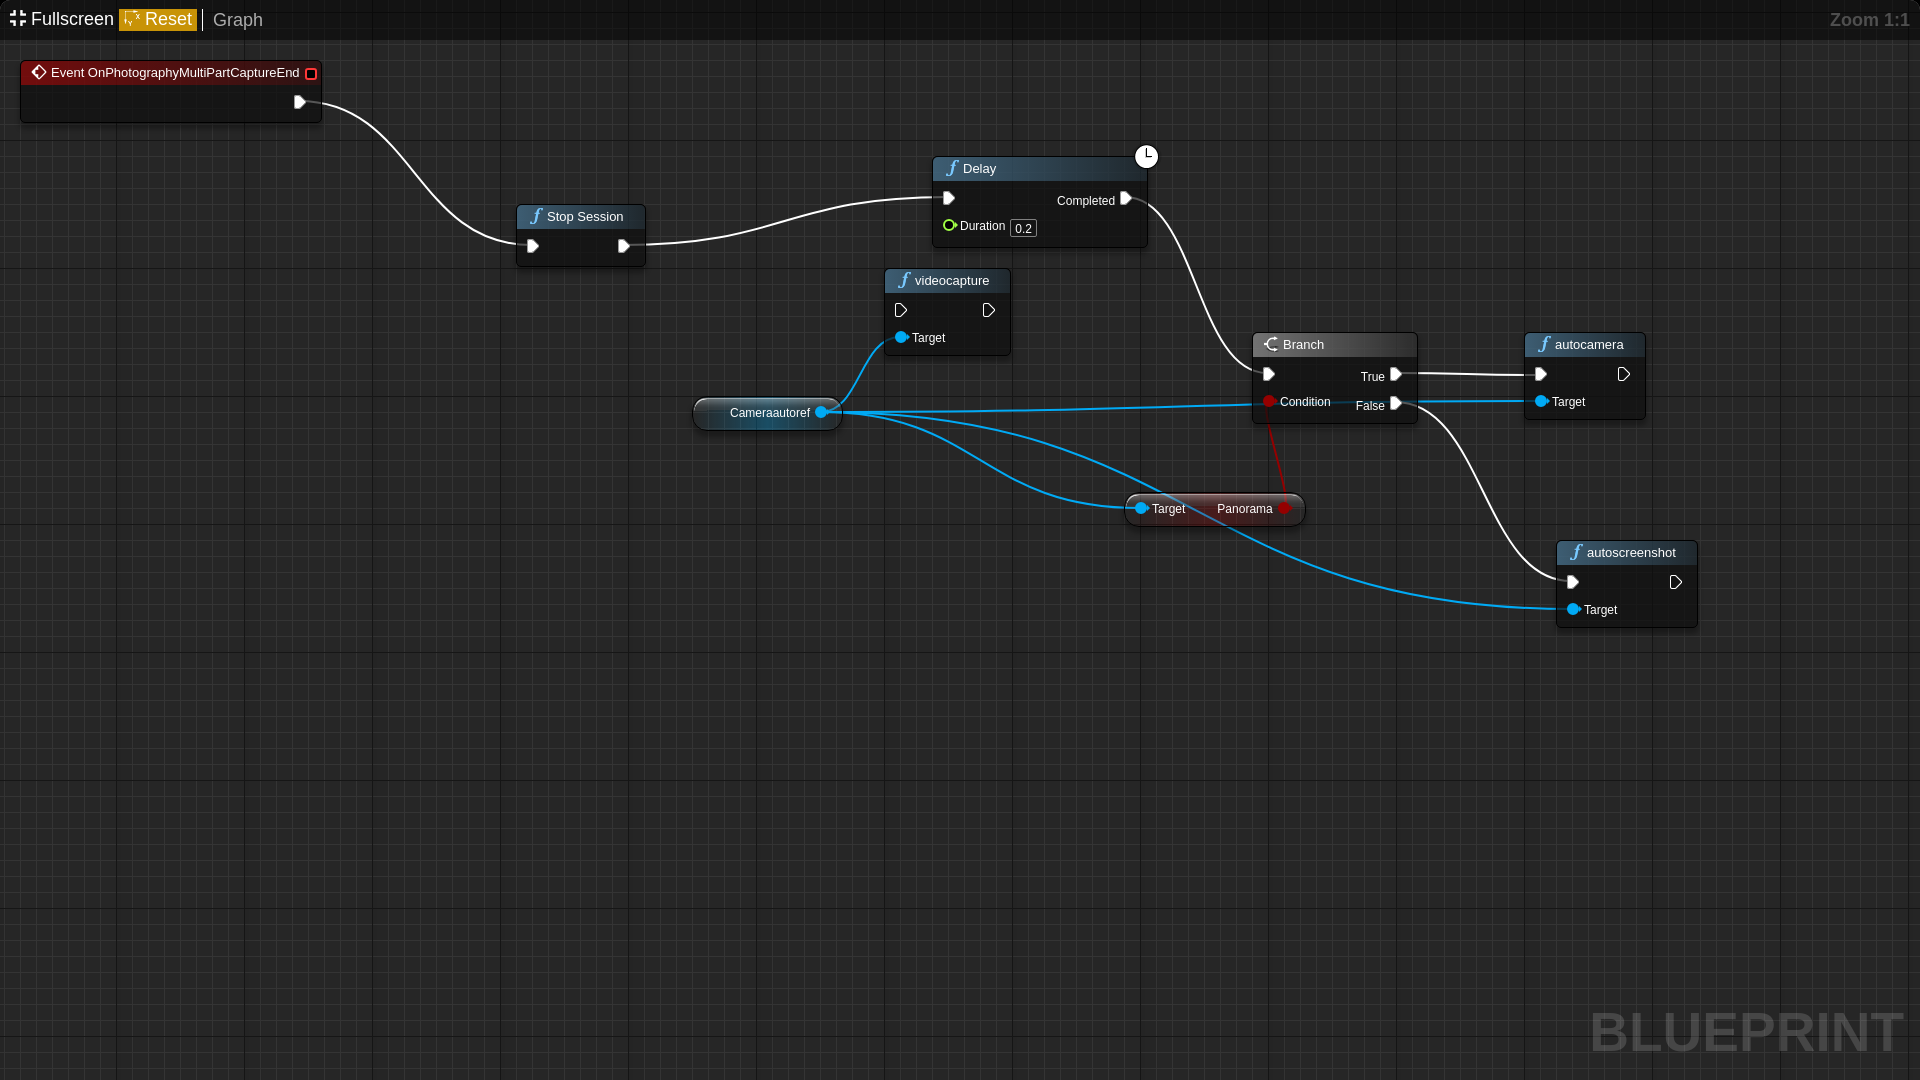 Fullscreen Reset Graph Zoom 1:1
Event OnPhotographyMultiPartCaptureEnd
Delay
Completed
Duration 0.2
Stop Session
videocapture
Target
Branch
True
Condition False
autocamera
Target
Cameraautoref
Target Panorama
autoscreenshot
Target
BLUEPRINT